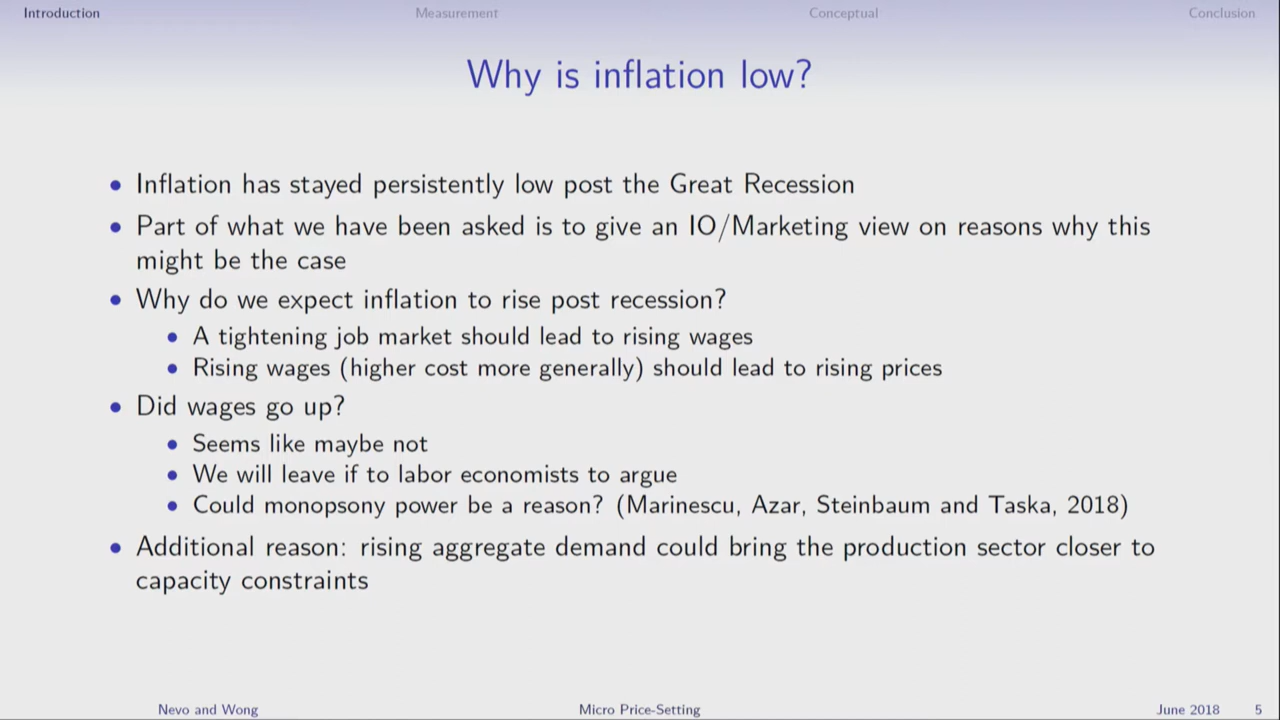 Introduction Measurement Conceptual Conclusion
Why is inflation low?
• Inflation has stayed persistently low post the Great Recession
• Part of what we have been asked is to give an IO/Marketing view on reasons why this
might be the case
• Why do we expect inflation to rise post recession?
• A tightening job market should lead to rising wages
• Rising wages (higher cost more generally) should lead to rising prices
• Did wages go up?
• Seems like maybe not
• We will leave if to labor economists to argue
• Could monopsony power be a reason? (Marinescu, Azar, Steinbaum and Taska, 2018)
• Additional reason: rising aggregate demand could bring the production sector closer to
capacity constraints
Nevo and Wong Micro Price-Setting June 2018 5